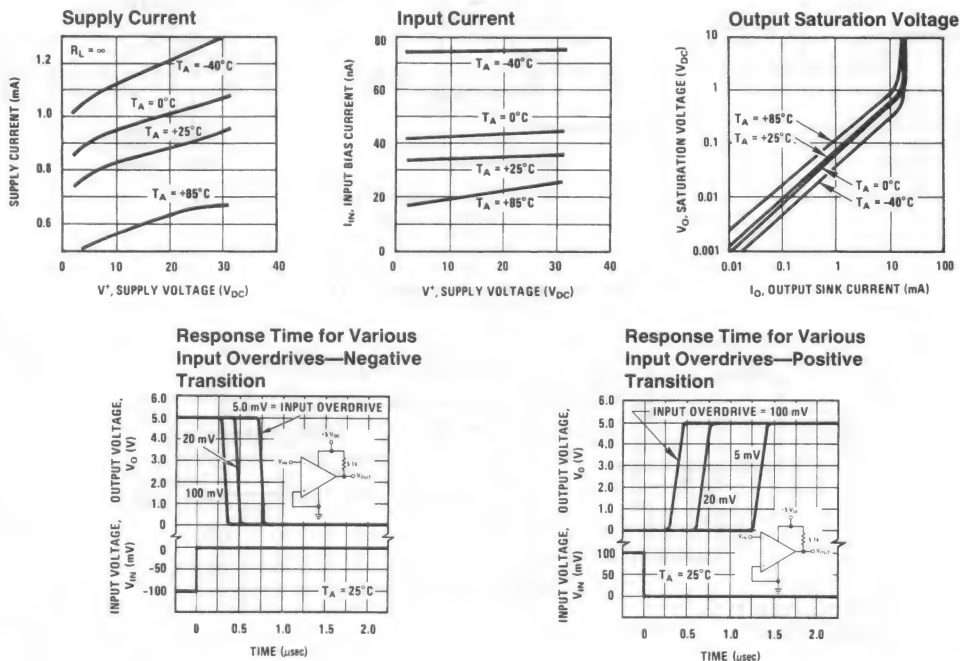 Supply Current
SUPPLY CURRENT (mA)
1.2
1.0
0.8
0.6
R_L = ∞
T_A = -40°C
T_A = 0°C
T_A = +25°C
T_A = +85°C
0 10 20 30 40
V⁺, SUPPLY VOLTAGE (V_DC)
Input Current
I_IN, INPUT BIAS CURRENT (nA)
80
60
40
20
0
T_A = -40°C
T_A = 0°C
T_A = +25°C
T_A = +85°C
0 10 20 30 40
V⁺, SUPPLY VOLTAGE (V_DC)
Output Saturation Voltage
V_O, SATURATION VOLTAGE (V_DC)
10
1
0.1
0.01
0.001
T_A = +85°C
T_A = +25°C
T_A = 0°C
T_A = -40°C
0.01 0.1 1 10 100
I_O, OUTPUT SINK CURRENT (mA)
Response Time for Various
Input Overdrives—Negative
Transition
OUTPUT VOLTAGE,
V_O (V)
6.0
5.0
4.0
3.0
2.0
1.0
0
5.0 mV = INPUT OVERDRIVE
20 mV
100 mV
V_IN
V_OUT
INPUT VOLTAGE,
V_IN (mV)
0
-50
-100
T_A = 25°C
0 0.5 1.0 1.5 2.0
TIME (μsec)
Response Time for Various
Input Overdrives—Positive
Transition
OUTPUT VOLTAGE,
V_O (V)
6.0
5.0
4.0
3.0
2.0
1.0
0
INPUT OVERDRIVE = 100 mV
5 mV
20 mV
V_IN
V_OUT
INPUT VOLTAGE,
V_IN (mV)
100
50
0
T_A = 25°C
0 0.5 1.0 1.5 2.0
TIME (μsec)